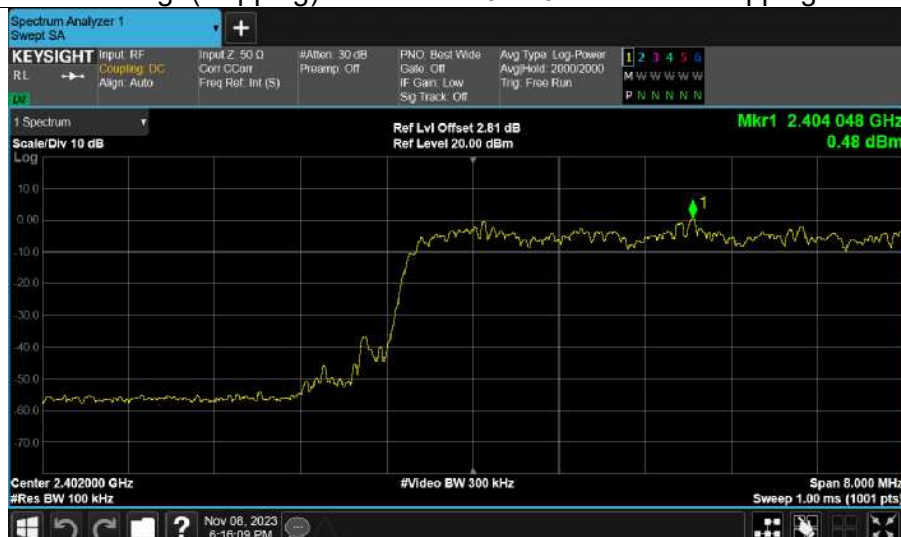 Spectrum Analyzer 1
Swept SA
+
KEYSIGHT Input: RF
RL Coupling: DC
Align: Auto
Input Z: 50 Ω
Corr CCorr
Freq Ref: Int (S)
#Atten: 30 dB
Preamp: Off
PNO: Best Wide
Gate: Off
IF Gain: Low
Sig Track: Off
Avg Type: Log-Power
Avg|Hold: 2000/2000
Trig: Free Run
1 2 3 4 5 6
M W W W W W
P N N N N N
1 Spectrum
Scale/Div 10 dB
Ref Lvl Offset 2.81 dB
Ref Level 20.00 dBm
Mkr1 2.404 048 GHz
0.48 dBm
Log
10.0
0.00
-10.0
-20.0
-30.0
-40.0
-50.0
-60.0
-70.0
1
Center 2.402000 GHz
#Res BW 100 kHz
#Video BW 300 kHz
Span 8.000 MHz
Sweep 1.00 ms (1001 pts)
?
Nov 08, 2023
6:16:09 PM